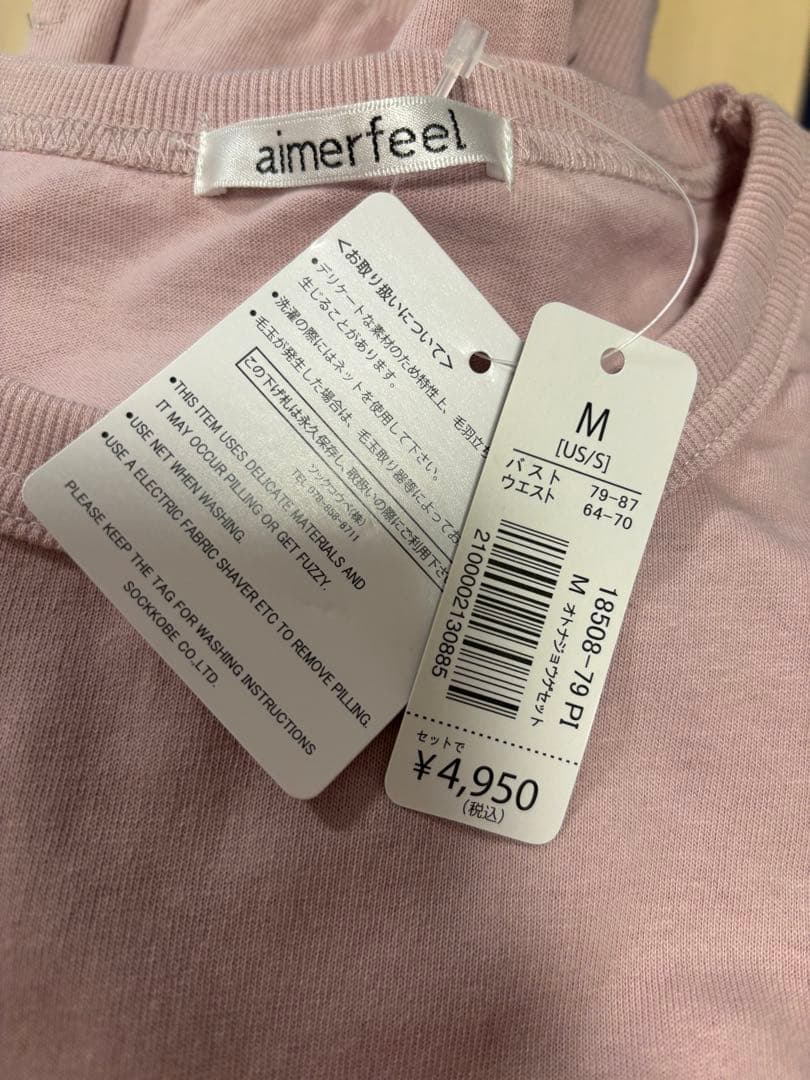 aimerfeel
<お取り扱いについて>
•デリケートな素材のため特性上、毛羽立
生じることがあります。
•洗濯の際にはネットを使用して下さい。
•毛玉が発生した場合は、毛玉取り器等によってお
この下げ札は永久保存し、取扱いの際にご利用下さ
ソックコウベ(株)
TEL 078-858-8711
•THIS ITEM USES DELICATE MATERIALS AND
IT MAY OCCUR PILLING OR GET FUZZY.
•USE NET WHEN WASHING.
•USE A ELECTRIC FABRIC SHAVER ETC TO REMOVE PILLING.
PLEASE KEEP THE TAG FOR WASHING INSTRUCTIONS
SOCKKOBE CO.,LTD.
M
[US/S]
バスト 79-87
ウエスト 64-70
18508-79 PI
M オトナジョウゲセット
2100002130885
セットで
¥4,950
(税込)